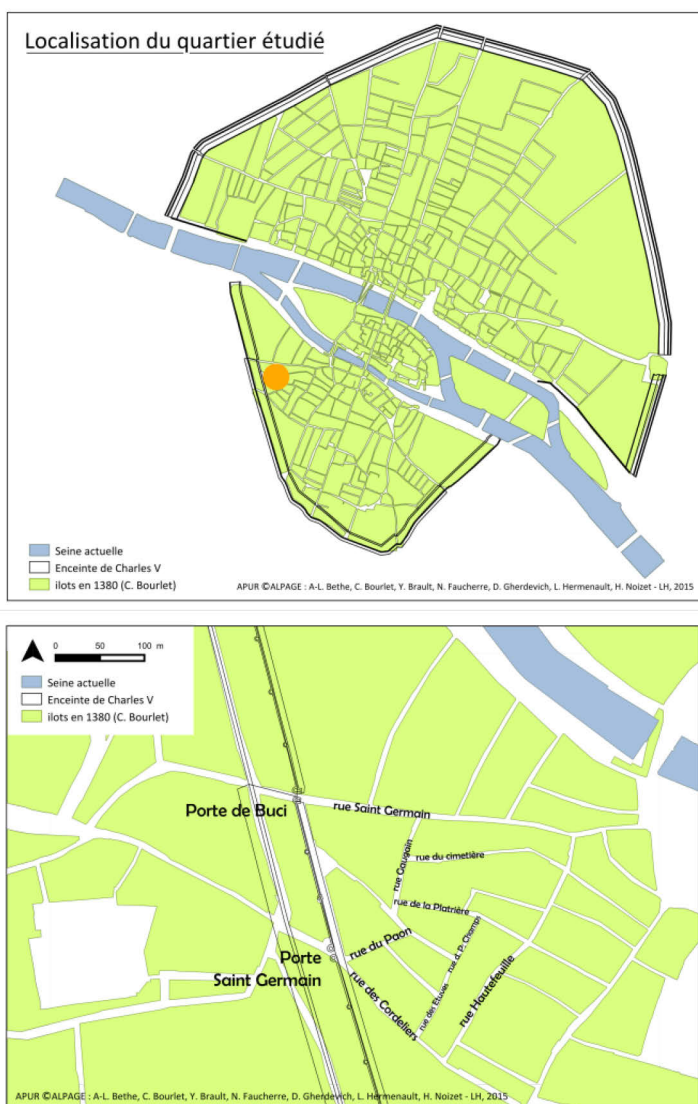 Localisation du quartier étudié
Seine actuelle
Enceinte de Charles V
ilots en 1380 (C. Bourlet)
APUR ©ALPAGE : A-L. Bethe, C. Bourlet, Y. Brault, N. Faucherre, D. Gherdevich, L. Hermenault, H. Noizet - LH, 2015
0 50 100 m
Seine actuelle
Enceinte de Charles V
ilots en 1380 (C. Bourlet)
Porte de Buci
rue Saint Germain
rue Gaugain
rue du cimetière
rue de la Platrière
rue du Paon
rue d. P. Champs
Porte
Saint Germain
rue des Cordeliers
rue des Etuves
rue Hautefeuille
APUR ©ALPAGE : A-L. Bethe, C. Bourlet, Y. Brault, N. Faucherre, D. Gherdevich, L. Hermenault, H. Noizet - LH, 2015